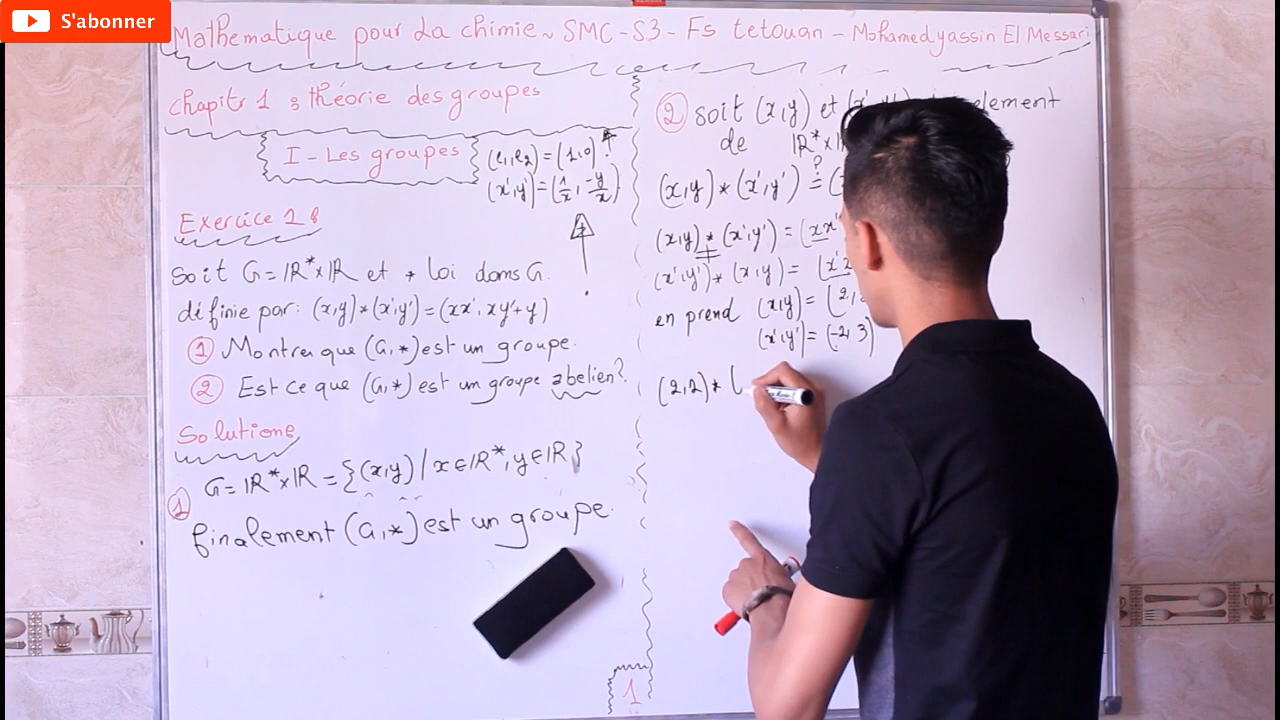 S'abonner
Mathematique pour La chimie ~ SMC - S3 - Fs tetouan - Mohamedyassin El Messari
chapitr 1 : théorie des groupes
I - Les groupes
(e₁,e₂) = (1,0)
(x',y') = (1/x, -y/x)
Exercice 1 :
Soit G = IR* x IR et * Loi dans G.
définie par: (x,y)*(x',y') = (xx', xy'+y)
① Montrer que (G,*) est un groupe.
② Est ce que (G,*) est un groupe abelien?
Solution:
① G = IR* x IR = {(x,y) / x ∈ IR*, y ∈ IR}
finalement (G,*) est un groupe.
1
② soit (x,y) et element
de IR* x IR
(x,y) * (x',y') ?= (
(x,y) * (x',y') = (xx'
≠
(x',y') * (x,y) = (x'x
en prend (x,y) = (2,
(x',y') = (-2, 3)
(2,2) * (